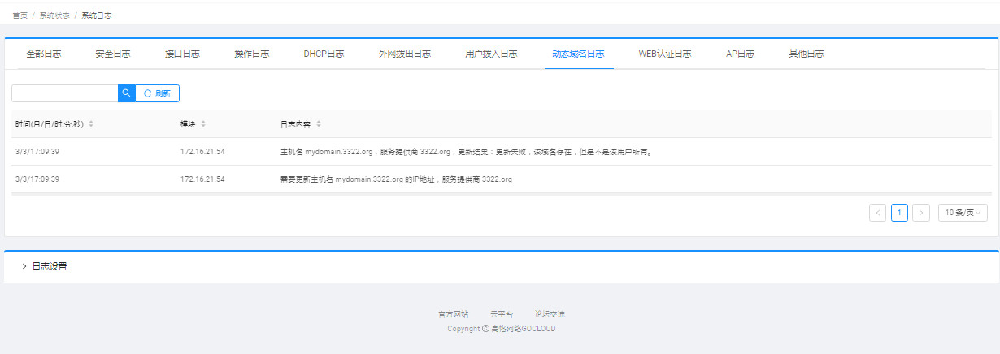 首页 / 系统状态 / 系统日志
全部日志 安全日志 接口日志 操作日志 DHCP日志 外网拨出日志 用户拨入日志 动态域名日志 WEB认证日志 AP日志 其他日志
刷新
时间(月/日/时:分:秒) 模块 日志内容
3/3/17:09:39 172.16.21.54 主机名 mydomain.3322.org，服务提供商 3322.org，更新结果：更新失败，该域名存在，但是不是该用户所有。
3/3/17:09:39 172.16.21.54 需要更新主机名 mydomain.3322.org 的IP地址，服务提供商 3322.org
1 10 条/页
日志设置
官方网站 云平台 论坛交流
Copyright © 高恪网络GOCLOUD